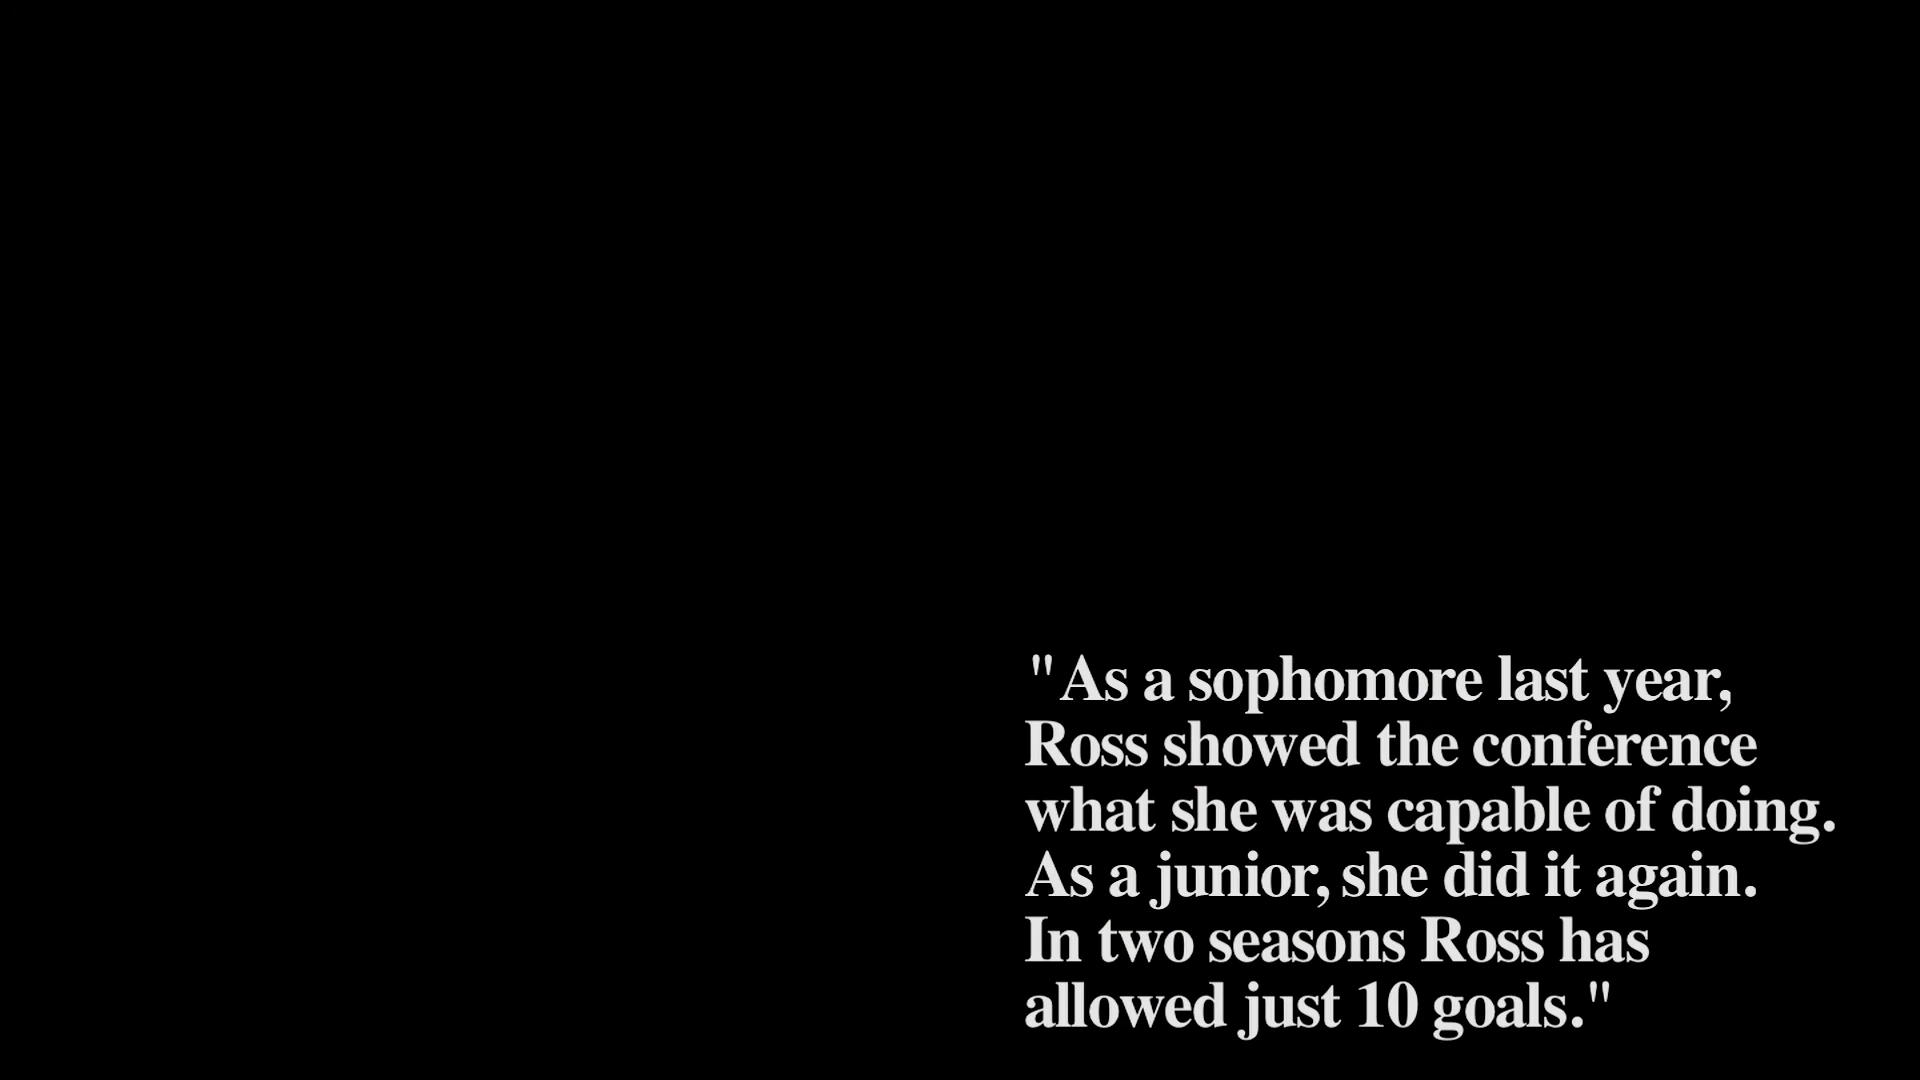 "As a sophomore last year,
Ross showed the conference
what she was capable of doing.
As a junior, she did it again.
In two seasons Ross has
allowed just 10 goals."